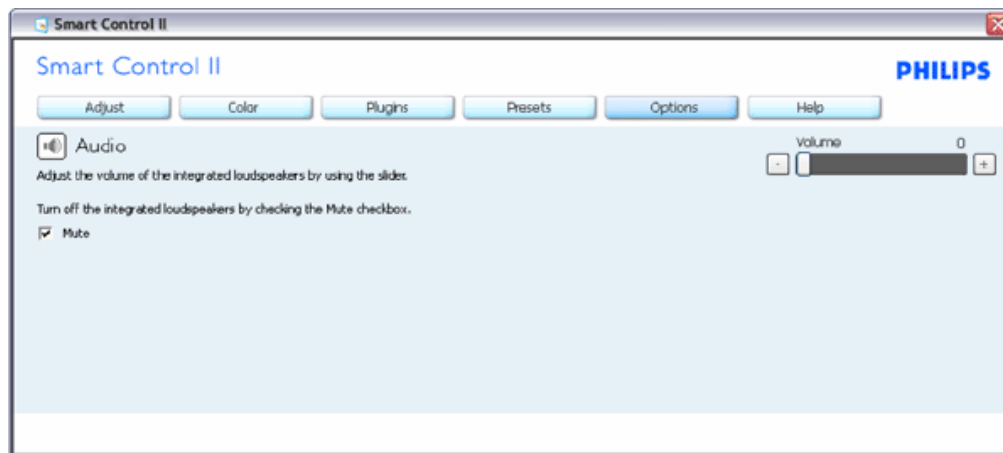 Smart Control II
Smart Control II
PHILIPS
Adjust Color Plugins Presets Options Help
Audio
Volume 0
- +
Adjust the volume of the integrated loudspeakers by using the slider.
Turn off the integrated loudspeakers by checking the Mute checkbox.
Mute